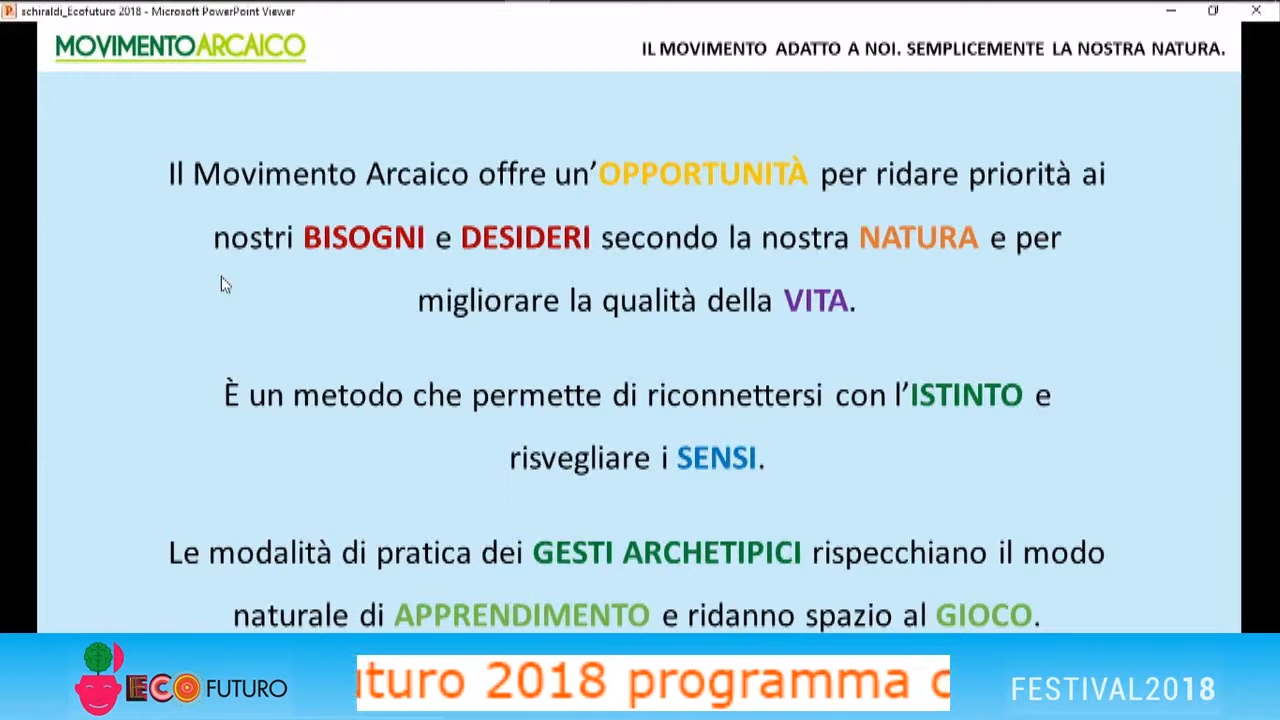 schiraldi_Ecofuturo 2018 - Microsoft PowerPoint Viewer
MOVIMENTOARCAICO
IL MOVIMENTO ADATTO A NOI. SEMPLICEMENTE LA NOSTRA NATURA.
Il Movimento Arcaico offre un’OPPORTUNITÀ per ridare priorità ai
nostri BISOGNI e DESIDERI secondo la nostra NATURA e per
migliorare la qualità della VITA.
È un metodo che permette di riconnettersi con l’ISTINTO e
risvegliare i SENSI.
Le modalità di pratica dei GESTI ARCHETIPICI rispecchiano il modo
naturale di APPRENDIMENTO e ridanno spazio al GIOCO.
ECO FUTURO
futuro 2018 programma c
FESTIVAL2018